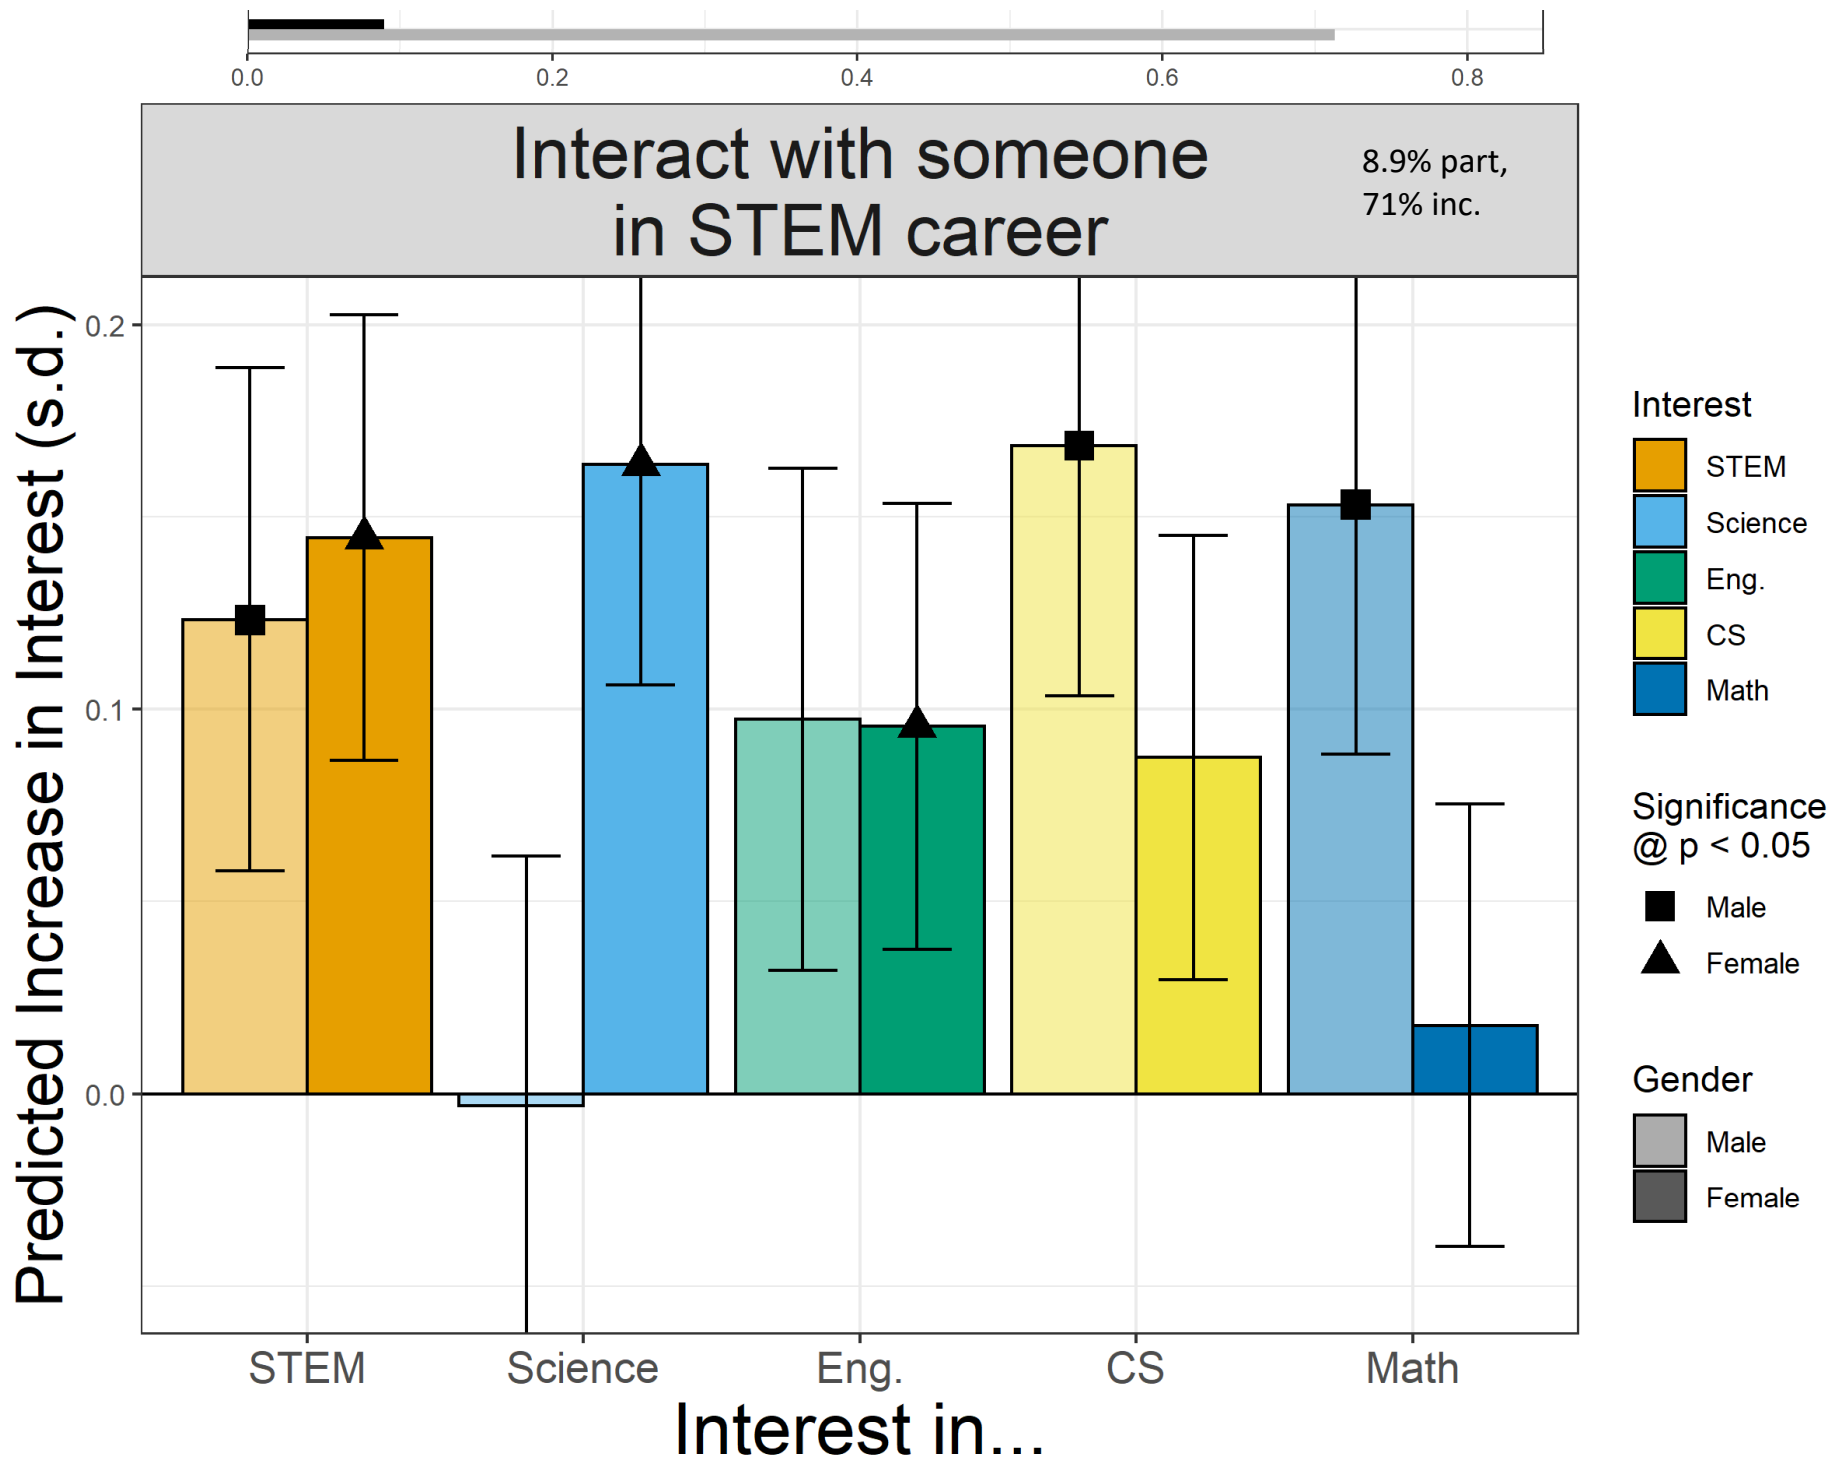 0.0 0.2 0.4 0.6 0.8
Interact with someone
in STEM career
8.9% part,
71% inc.
Predicted Increase in Interest (s.d.)
0.2
0.1
0.0
STEM Science Eng. CS Math
Interest in...
Interest
STEM
Science
Eng.
CS
Math
Significance
@ p < 0.05
Male
Female
Gender
Male
Female